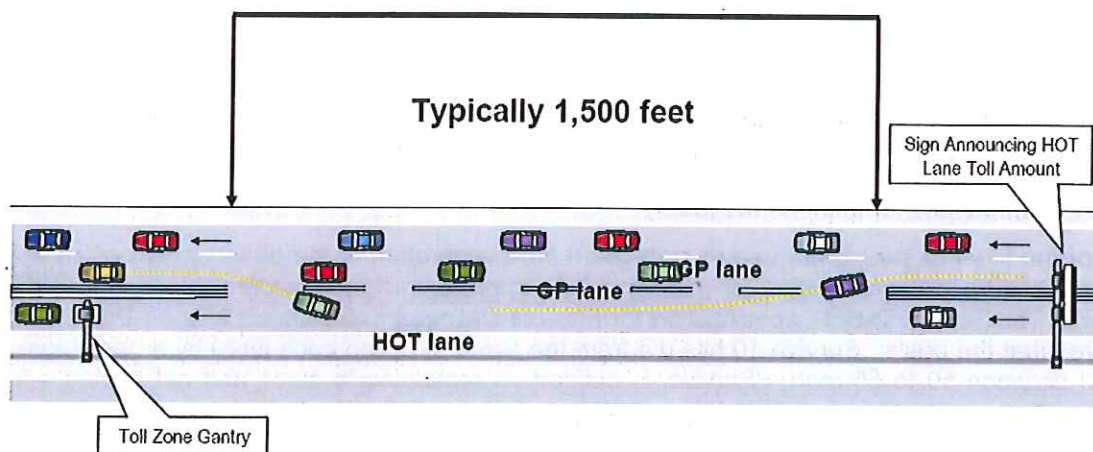 Typically 1,500 feet
Sign Announcing HOT
Lane Toll Amount
GP lane
GP lane
HOT lane
Toll Zone Gantry